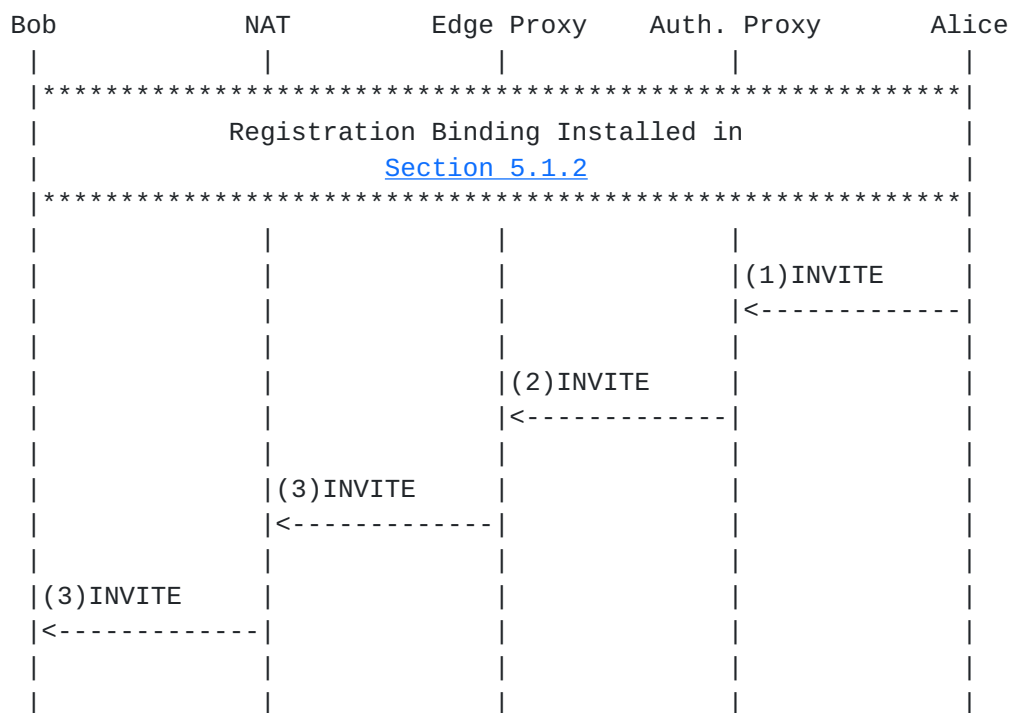 Bob NAT Edge Proxy Auth. Proxy Alice
Registration Binding Installed in
Section 5.1.2
(1)INVITE
(2)INVITE
(3)INVITE
(3)INVITE